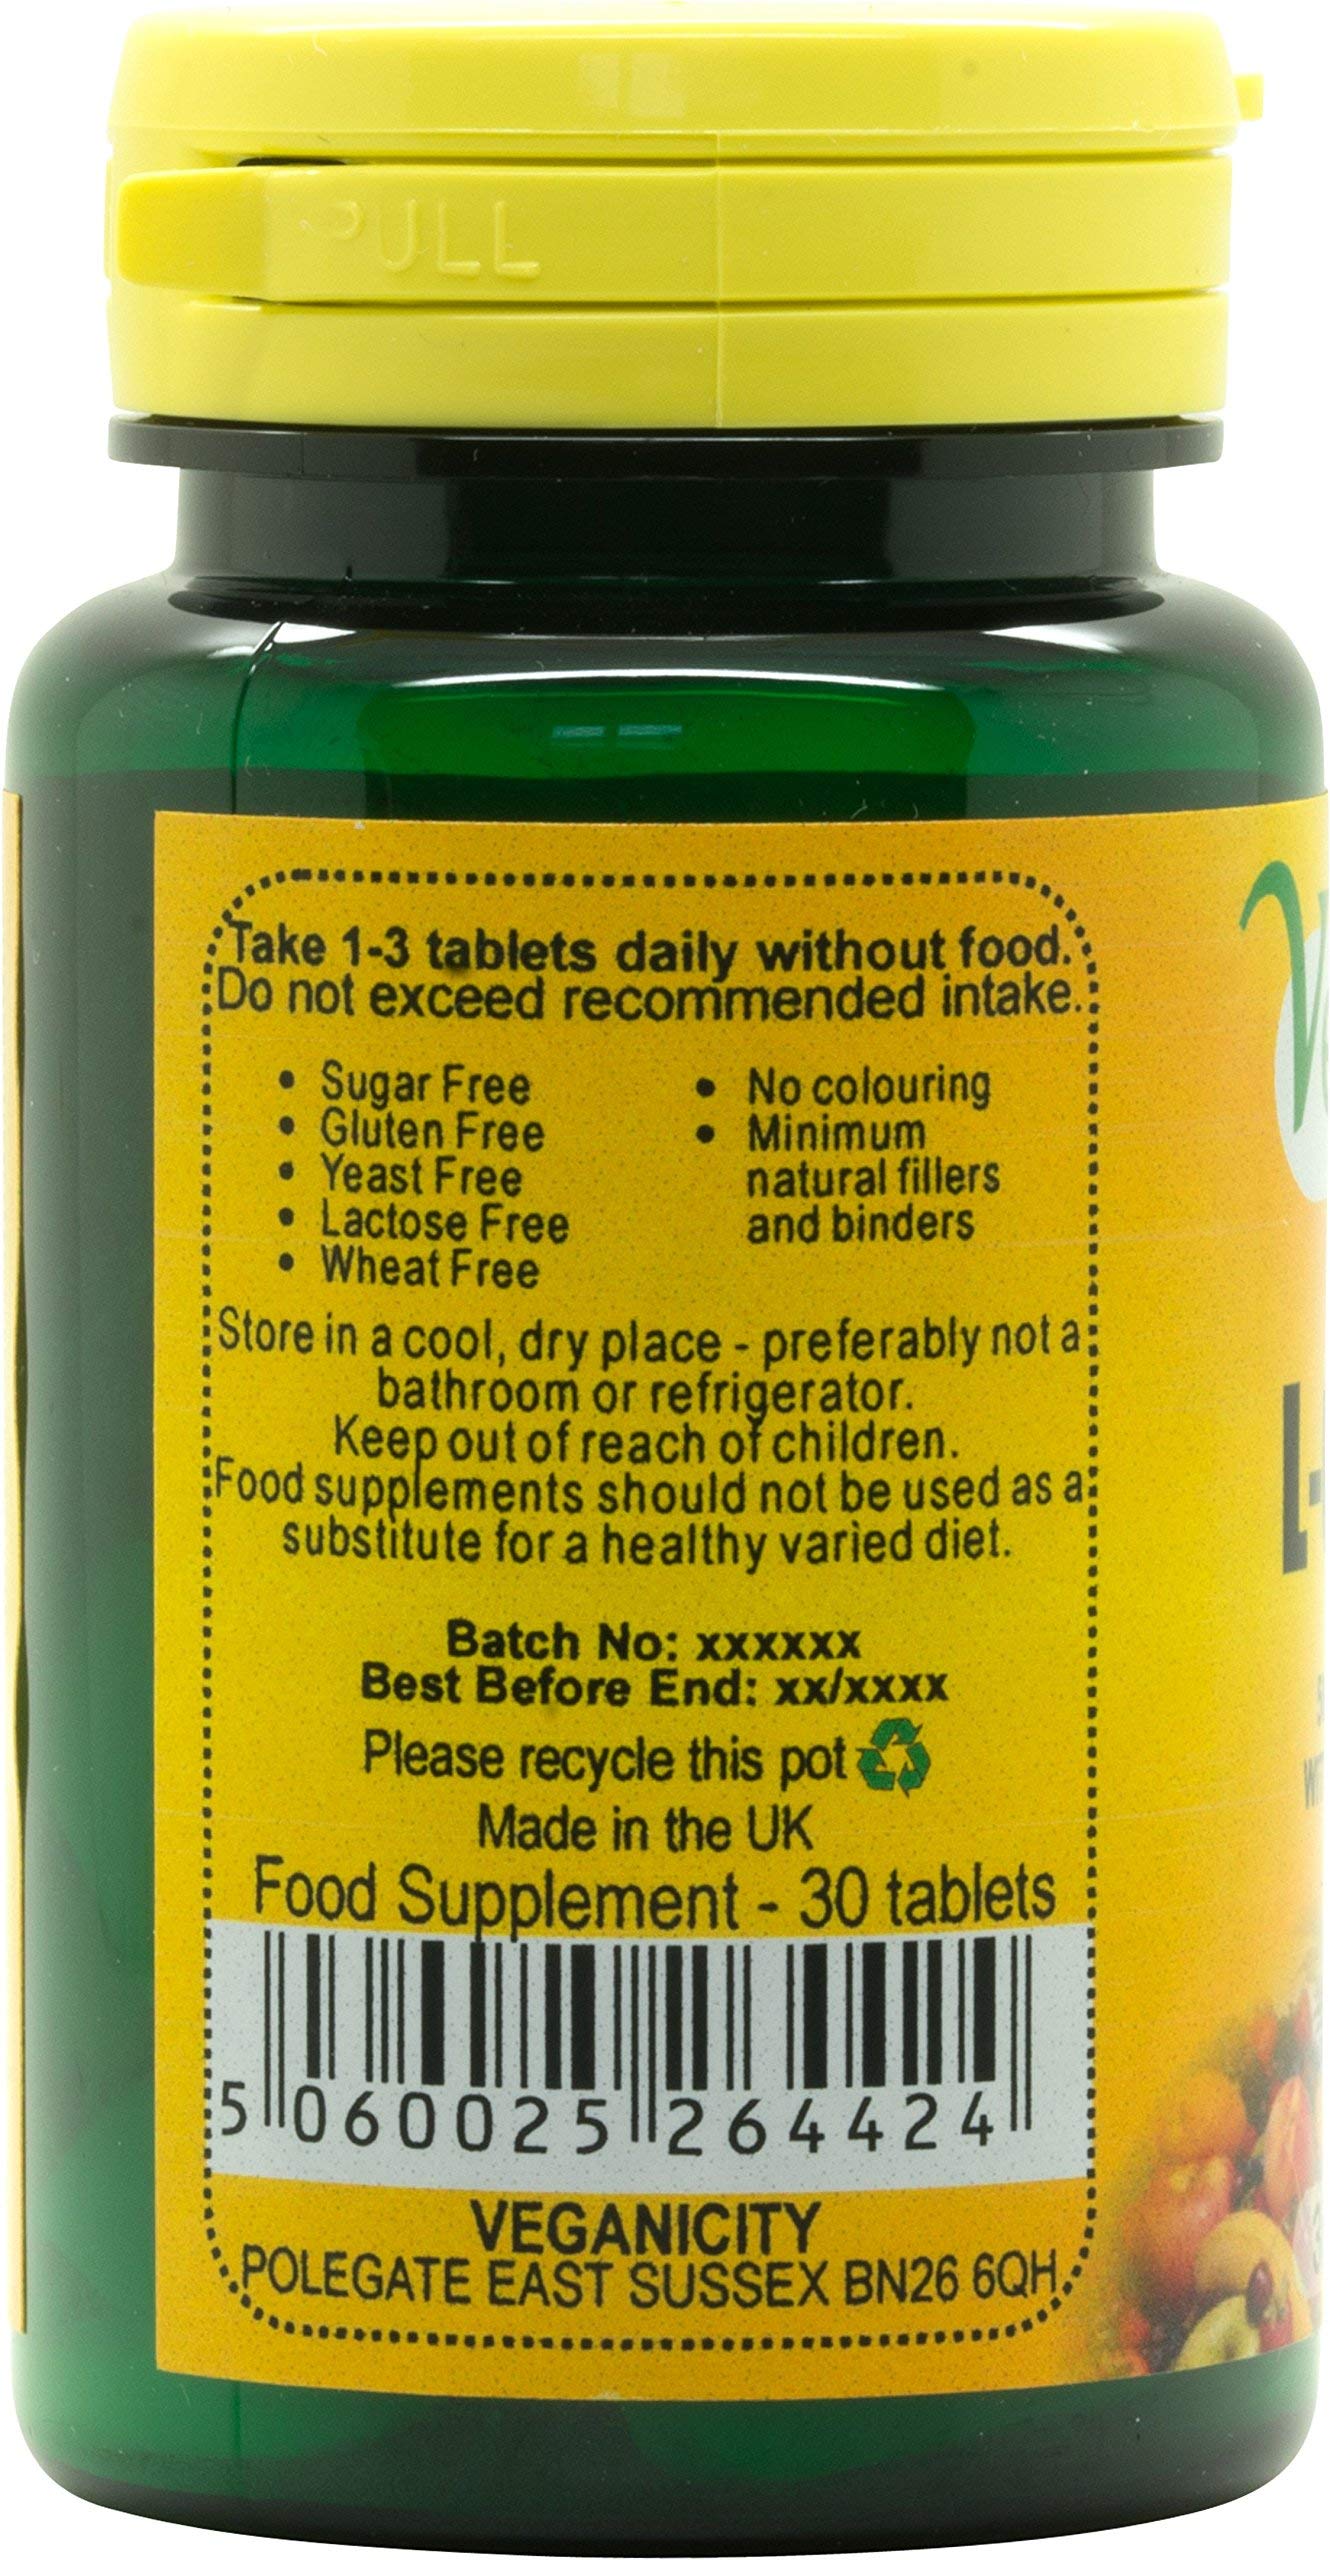 PULL
Take 1-3 tablets daily without food.
Do not exceed recommended intake.
• Sugar Free
• Gluten Free
• Yeast Free
• Lactose Free
• Wheat Free
• No colouring
• Minimum
natural fillers
and binders
Store in a cool, dry place - preferably not a
bathroom or refrigerator.
Keep out of reach of children.
Food supplements should not be used as a
substitute for a healthy varied diet.
Batch No: xxxxxx
Best Before End: xx/xxxx
Please recycle this pot
Made in the UK
Food Supplement - 30 tablets
5 060025 264424
VEGANICITY
POLEGATE EAST SUSSEX BN26 6QH